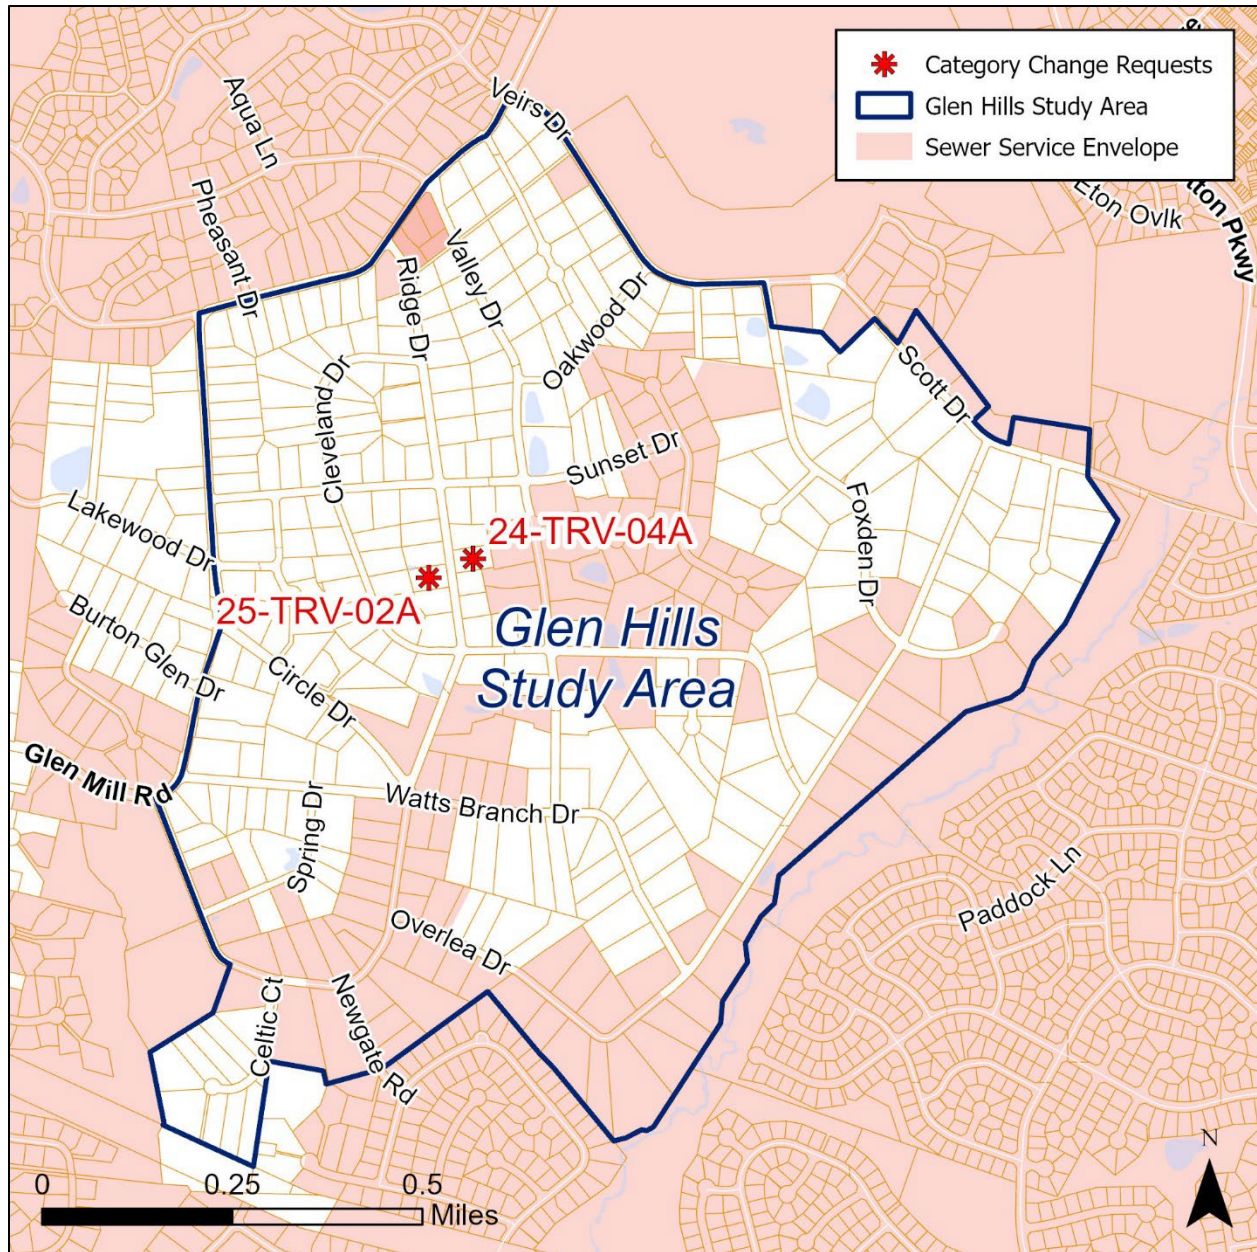 Category Change Requests
Glen Hills Study Area
Sewer Service Envelope
Veirs Dr
Aqua Ln
Pheasant Dr
Eton Ovlk
tton Pkwy
Ridge Dr
Valley Dr
Oakwood Dr
Scott Dr
Cleveland Dr
Sunset Dr
Lakewood Dr
Foxden Dr
24-TRV-04A
25-TRV-02A
Burton Glen Dr
Circle Dr
Glen Hills
Study Area
Glen Mill Rd
Watts Branch Dr
Spring Dr
Paddock Ln
Overlea Dr
Celtic Ct
Newgate Rd
N
0 0.25 0.5
Miles